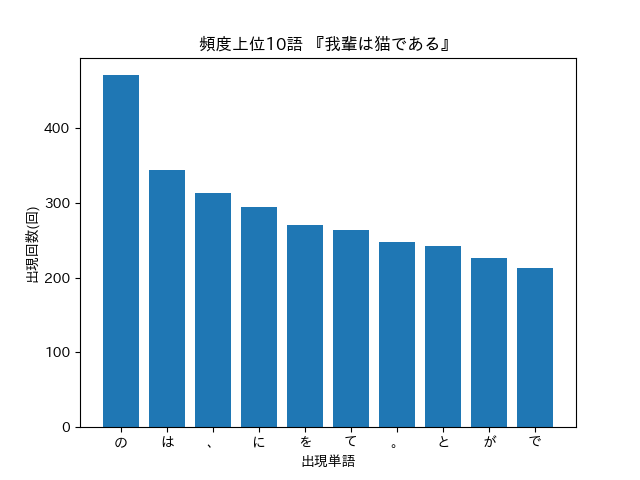 頻度上位10語 『我輩は猫である』
出現回数(回)
400
300
200
100
0
の は 、 に を て 。 と が で
出現単語